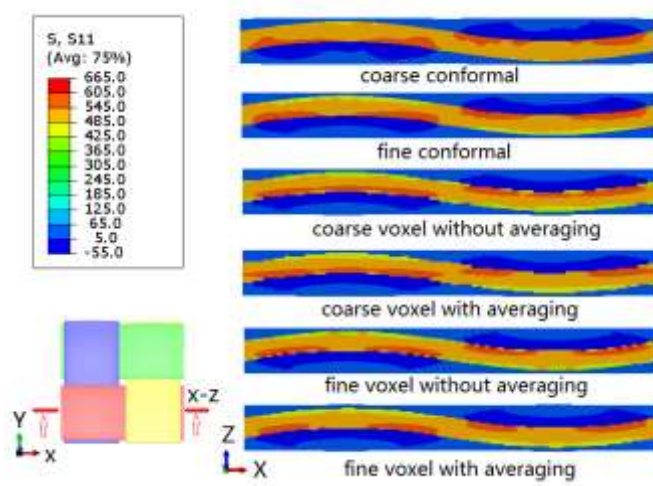 S, S11
(Avg: 75%)
665.0
605.0
545.0
485.0
425.0
365.0
305.0
245.0
185.0
125.0
65.0
5.0
-55.0
coarse conformal
fine conformal
coarse voxel without averaging
coarse voxel with averaging
fine voxel without averaging
fine voxel with averaging
X-Z
Y
X
Z
X